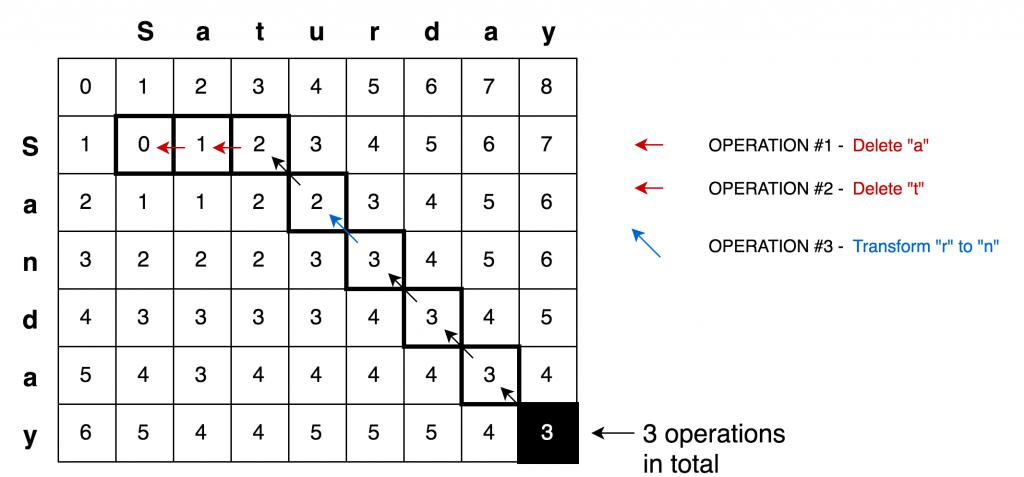 S a t u r d a y
0 1 2 3 4 5 6 7 8
S 1 0 1 2 3 4 5 6 7
a 2 1 1 2 2 3 4 5 6
n 3 2 2 2 3 3 4 5 6
d 4 3 3 3 3 4 3 4 5
a 5 4 3 4 4 4 4 3 4
y 6 5 4 4 5 5 5 4 3
OPERATION #1 - Delete "a"
OPERATION #2 - Delete "t"
OPERATION #3 - Transform "r" to "n"
3 operations
in total